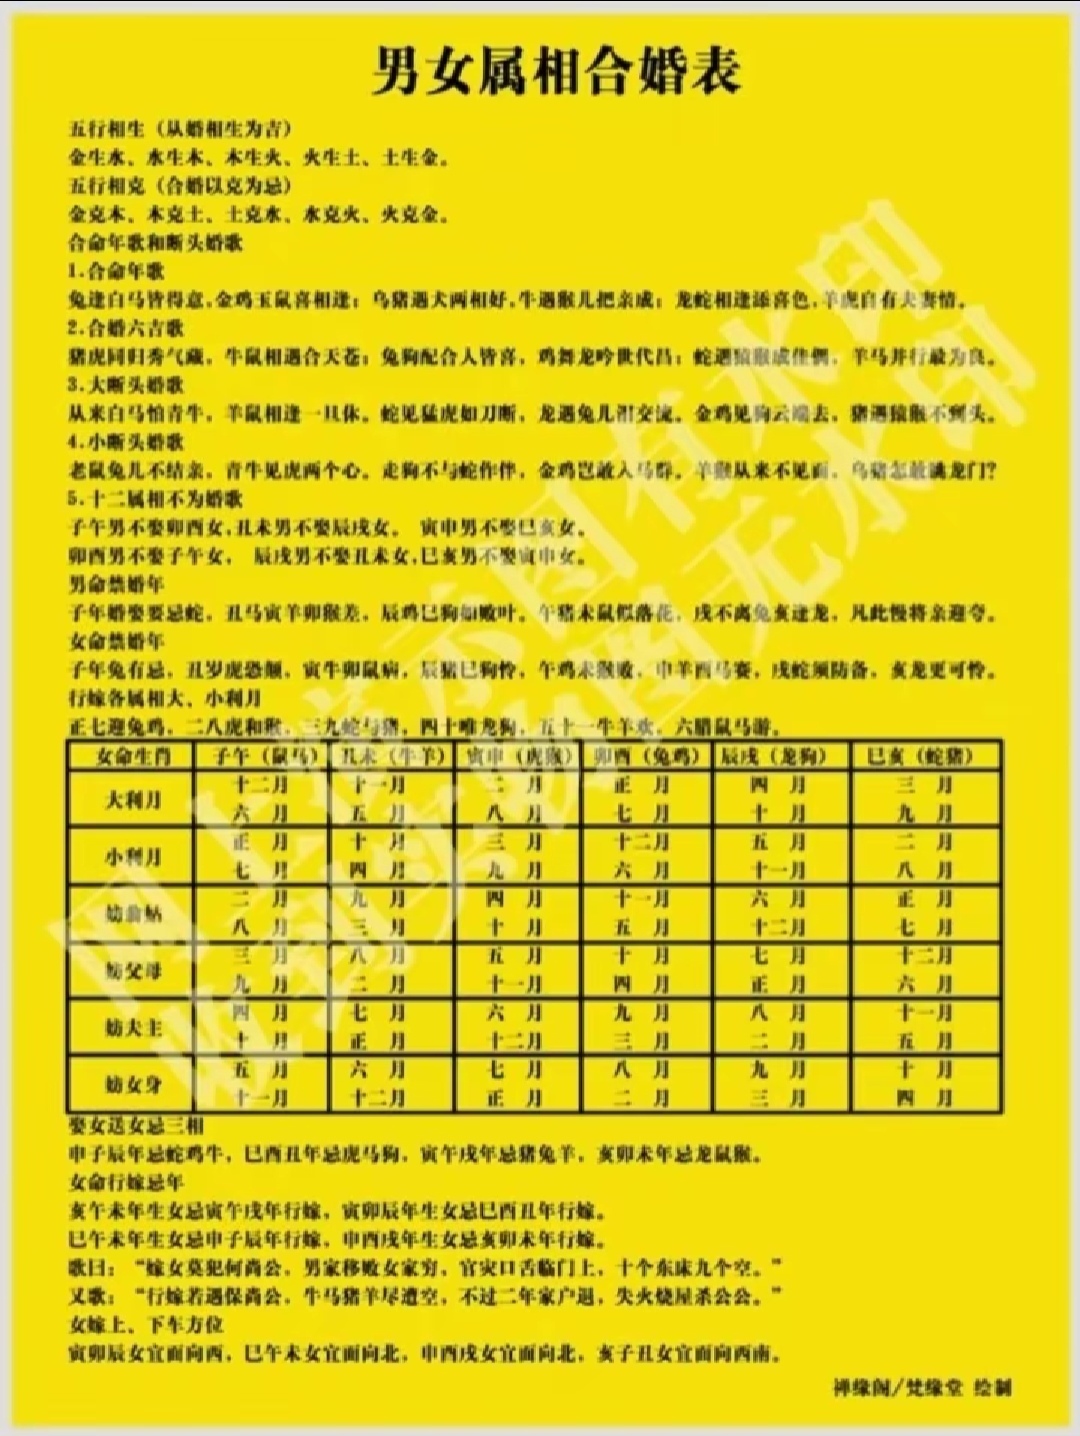 男女属相合婚表
五行相生（从婚相生为吉）
金生水、水生木、木生火、火生土、土生金。
五行相克（合婚以克为忌）
金克木、木克土、土克水、水克火、火克金。
合命年歌和断头婚歌
1.合命年歌
兔逢白马皆得意,金鸡玉鼠喜相逢；乌猪遇犬两相好,牛遇猴儿把亲成；龙蛇相逢添喜色,羊虎自有夫妻情。
2.合婚六吉歌
猪虎同归秀气藏，牛鼠相遇合天苍；兔狗配合人皆喜，鸡舞龙吟世代昌；蛇遇猿猴成佳偶，羊马并行最为良。
3.大断头婚歌
从来白马怕青牛，羊鼠相逢一旦休。蛇见猛虎如刀断，龙遇兔儿泪交流。金鸡见狗云端去，猪遇猿猴不到头。
4.小断头婚歌
老鼠兔儿不结亲，青牛见虎两个心。走狗不与蛇作伴，金鸡岂敢入马群。羊猴从来不见面，乌猪怎敢跳龙门?
5.十二属相不为婚歌
子午男不娶卯酉女,丑未男不娶辰戌女。 寅申男不娶巳亥女。
卯酉男不娶子午女， 辰戌男不娶丑未女,巳亥男不娶寅申女。
男命禁婚年
子年婚娶要忌蛇，丑马寅羊卯猴差，辰鸡巳狗如败叶。午猪未鼠似落花，戌不离兔亥逢龙，凡此慢将亲迎夸。
女命禁婚年
子年兔有忌，丑岁虎恐颜，寅牛卯鼠病，辰猪巳狗怜，午鸡未猴败，申羊酉马赛，戌蛇须防备，亥龙更可怜。
行嫁各属相大、小利月
正七迎兔鸡，二八虎和猴，三九蛇与猪，四十唯龙狗，五十一牛羊欢，六腊鼠马游。
女命生肖 子午（鼠马） 丑未（牛羊） 寅申（虎猴） 卯酉（兔鸡） 辰戌（龙狗） 巳亥（蛇猪）
大利月 十二月 十一月 二 月 正 月 四 月 三 月
六 月 五 月 八 月 七 月 十 月 九 月
小利月 正 月 十 月 三 月 十二月 五 月 二 月
七 月 四 月 九 月 六 月 十一月 八 月
妨翁姑 二 月 九 月 四 月 十一月 六 月 正 月
八 月 三 月 十 月 五 月 十二月 七 月
妨父母 三 月 八 月 五 月 十 月 七 月 十二月
九 月 二 月 十一月 四 月 正 月 六 月
妨夫主 四 月 七 月 六 月 九 月 八 月 十一月
十 月 正 月 十二月 三 月 二 月 五 月
妨女身 五 月 六 月 七 月 八 月 九 月 十 月
十一月 十二月 正 月 二 月 三 月 四 月
娶女送女忌三相
申子辰年忌蛇鸡牛，巳酉丑年忌虎马狗，寅午戌年忌猪兔羊，亥卯未年忌龙鼠猴。
女命行嫁忌年
亥午未年生女忌寅午戌年行嫁，寅卯辰年生女忌巳酉丑年行嫁。
巳午未年生女忌申子辰年行嫁，申酉戌年生女忌亥卯未年行嫁。
歌曰：“嫁女莫犯何尚公，男家移败女家穷，官灾口舌临门上，十个东床九个空。”
又歌：“行嫁若遇保尚公，牛马猪羊尽遭空，不过二年家户退，失火烧屋杀公公。”
女嫁上、下车方位
寅卯辰女宜面向西，巳午未女宜面向北，申酉戌女宜面向北，亥子丑女宜面向西南。
禅缘阁/梵缘堂 绘制
网上展示图有水印
收到实物图无水印